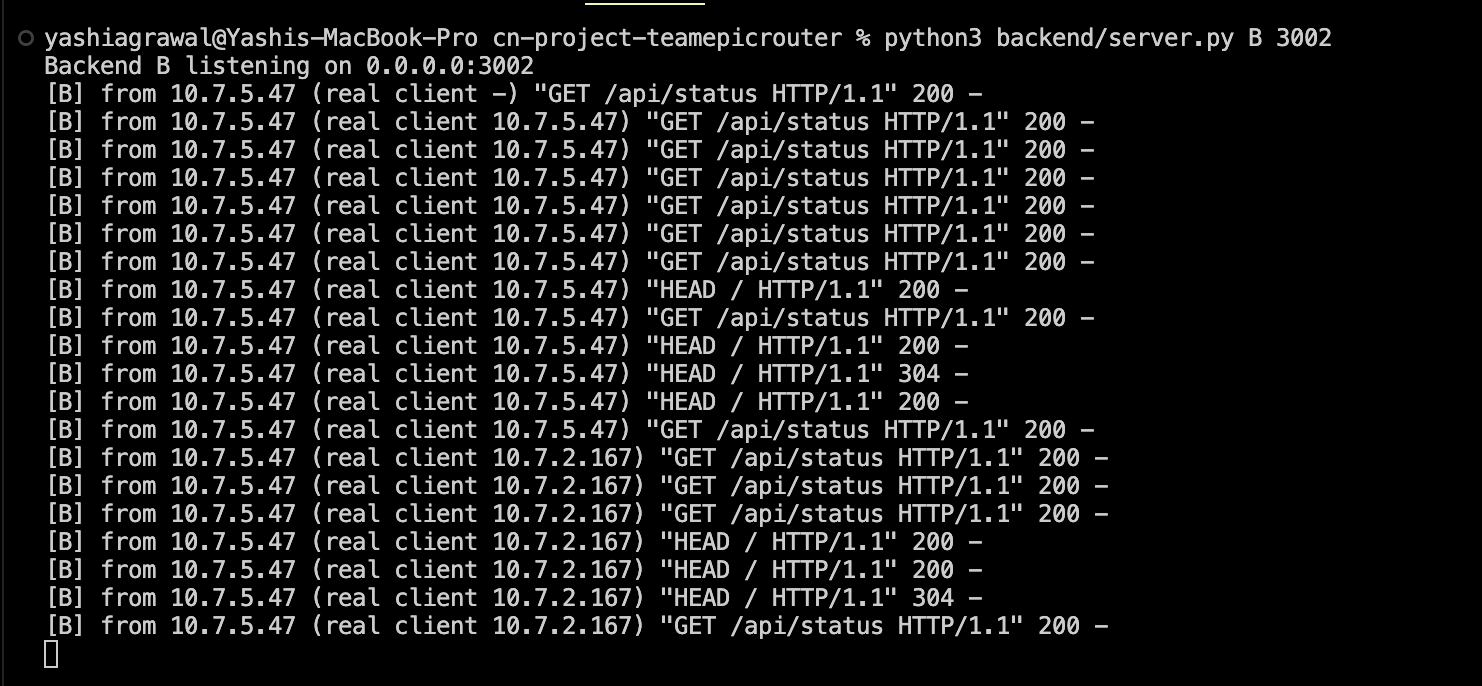 yashiagrawal@Yashis-MacBook-Pro cn-project-teamepicrouter % python3 backend/server.py B 3002
Backend B listening on 0.0.0.0:3002
[B] from 10.7.5.47 (real client -) "GET /api/status HTTP/1.1" 200 -
[B] from 10.7.5.47 (real client 10.7.5.47) "GET /api/status HTTP/1.1" 200 -
[B] from 10.7.5.47 (real client 10.7.5.47) "GET /api/status HTTP/1.1" 200 -
[B] from 10.7.5.47 (real client 10.7.5.47) "GET /api/status HTTP/1.1" 200 -
[B] from 10.7.5.47 (real client 10.7.5.47) "GET /api/status HTTP/1.1" 200 -
[B] from 10.7.5.47 (real client 10.7.5.47) "GET /api/status HTTP/1.1" 200 -
[B] from 10.7.5.47 (real client 10.7.5.47) "GET /api/status HTTP/1.1" 200 -
[B] from 10.7.5.47 (real client 10.7.5.47) "HEAD / HTTP/1.1" 200 -
[B] from 10.7.5.47 (real client 10.7.5.47) "GET /api/status HTTP/1.1" 200 -
[B] from 10.7.5.47 (real client 10.7.5.47) "HEAD / HTTP/1.1" 200 -
[B] from 10.7.5.47 (real client 10.7.5.47) "HEAD / HTTP/1.1" 304 -
[B] from 10.7.5.47 (real client 10.7.5.47) "HEAD / HTTP/1.1" 200 -
[B] from 10.7.5.47 (real client 10.7.5.47) "GET /api/status HTTP/1.1" 200 -
[B] from 10.7.5.47 (real client 10.7.2.167) "GET /api/status HTTP/1.1" 200 -
[B] from 10.7.5.47 (real client 10.7.2.167) "GET /api/status HTTP/1.1" 200 -
[B] from 10.7.5.47 (real client 10.7.2.167) "GET /api/status HTTP/1.1" 200 -
[B] from 10.7.5.47 (real client 10.7.2.167) "HEAD / HTTP/1.1" 200 -
[B] from 10.7.5.47 (real client 10.7.2.167) "HEAD / HTTP/1.1" 200 -
[B] from 10.7.5.47 (real client 10.7.2.167) "HEAD / HTTP/1.1" 304 -
[B] from 10.7.5.47 (real client 10.7.2.167) "GET /api/status HTTP/1.1" 200 -